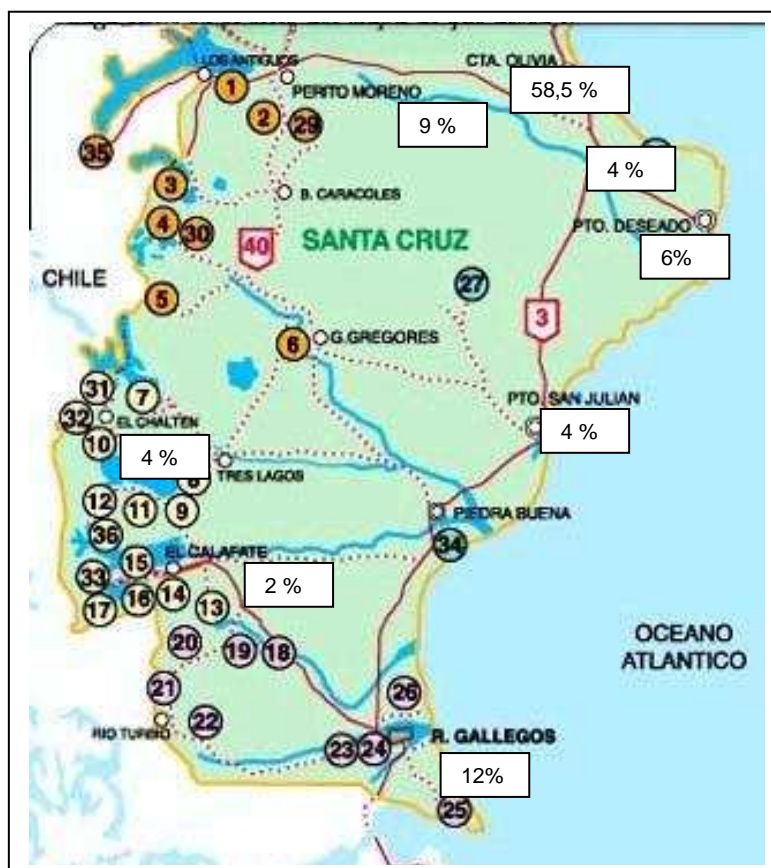 LOS ANTIGUOS
CTA. OLIVIA
1
PERITO MORENO
58,5 %
2
29
9 %
35
4 %
3
B. CARACOLES
4
30
40
SANTA CRUZ
PTO. DESEADO
6%
CHILE
27
5
3
6
G. GREGORES
31
7
32
EL CHALTEN
PTO. SAN JULIAN
10
4 %
4 %
8
TRES LAGOS
12
11
9
PIEDRA BUENA
36
34
15
EL CALAFATE
33
2 %
17
16
14
13
OCEANO
ATLANTICO
20
19
18
21
26
RIO TURBIO
22
23
24
R. GALLEGOS
12%
25